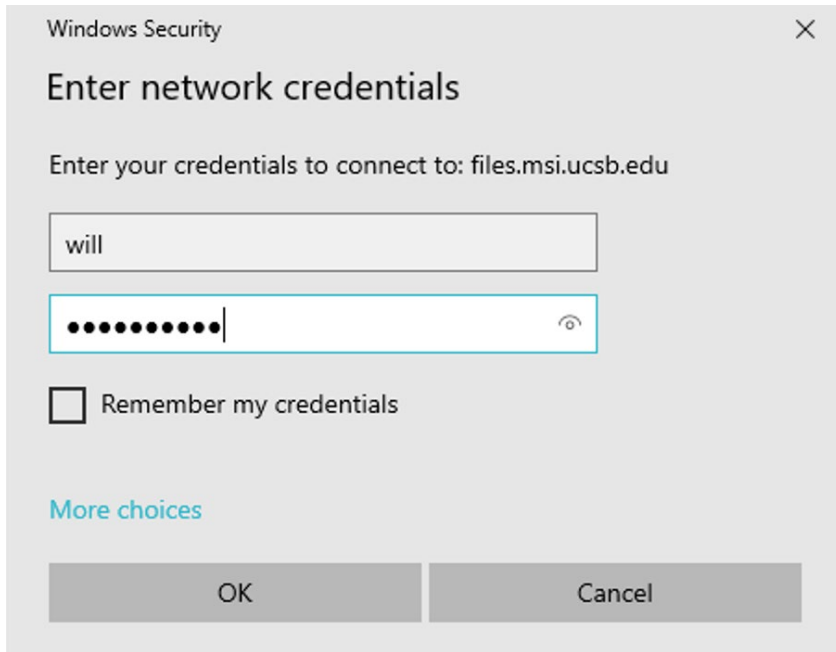 Windows Security
Enter network credentials
Enter your credentials to connect to: files.msi.ucsb.edu
will
●●●●●●●●●●
Remember my credentials
More choices
OK
Cancel